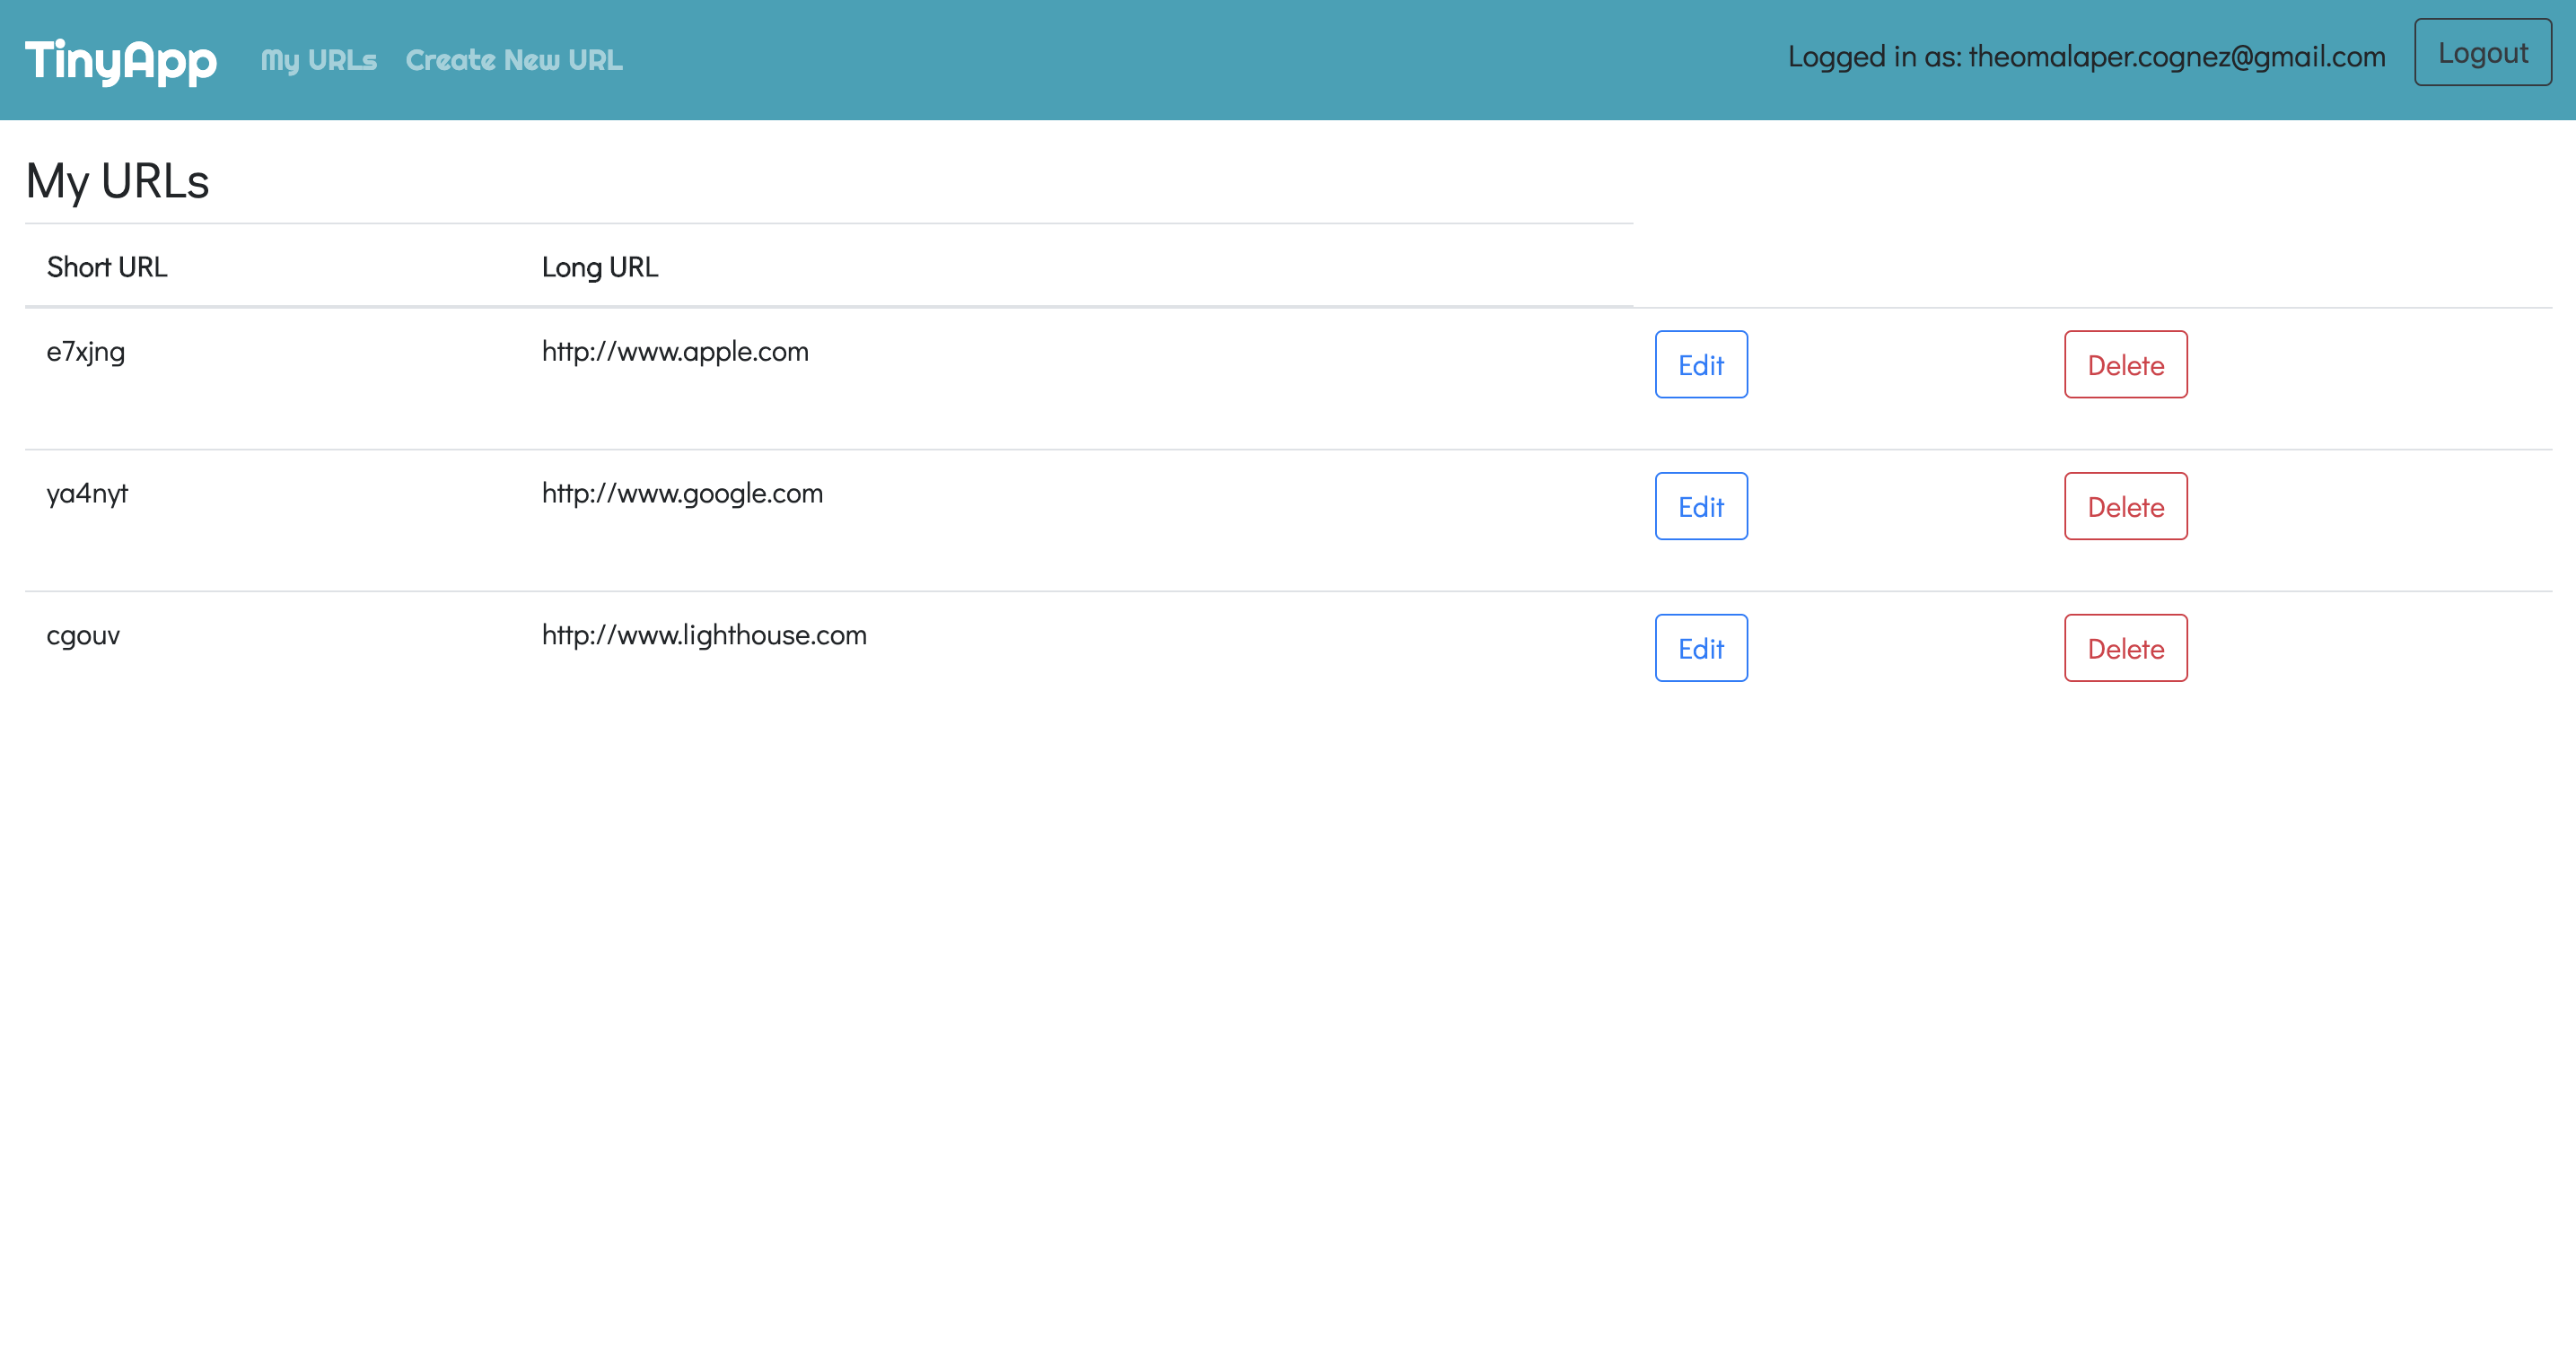 TinyApp My URLs Create New URL Logged in as: theomalaper.cognez@gmail.com Logout
My URLs
Short URL Long URL
e7xjng http://www.apple.com Edit Delete
ya4nyt http://www.google.com Edit Delete
cgouv http://www.lighthouse.com Edit Delete